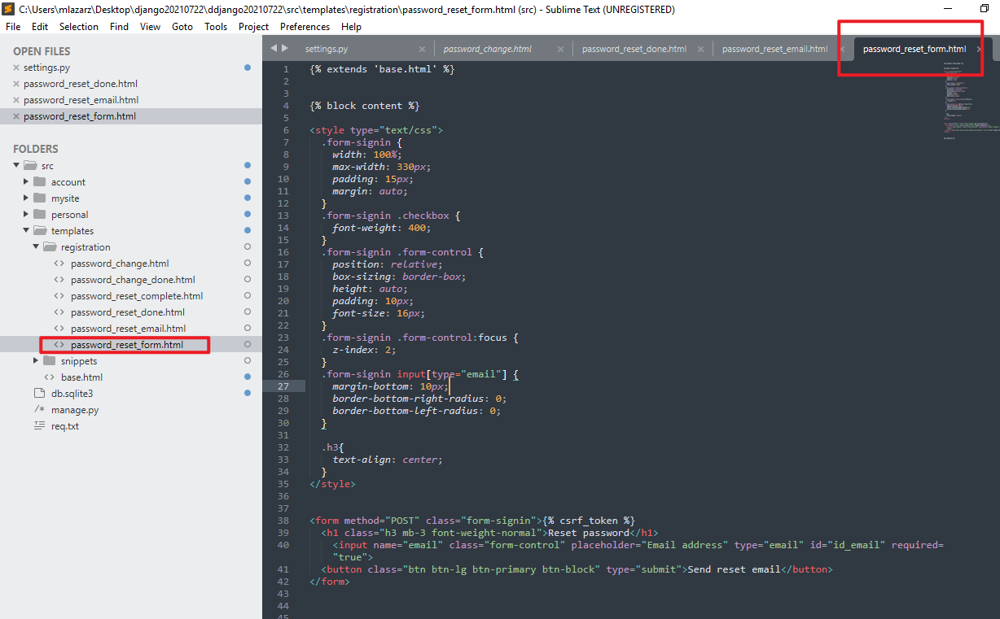 C:\Users\mlazarz\Desktop\django20210722\ddjango20210722\src\templates\registration\password_reset_form.html (src) - Sublime Text (UNREGISTERED)
File Edit Selection Find View Goto Tools Project Preferences Help
OPEN FILES
settings.py
password_reset_done.html
password_reset_email.html
password_reset_form.html
FOLDERS
src
account
mysite
personal
templates
registration
password_change.html
password_change_done.html
password_reset_complete.html
password_reset_done.html
password_reset_email.html
password_reset_form.html
snippets
base.html
db.sqlite3
manage.py
req.txt
settings.py password_change.html password_reset_done.html password_reset_email.html password_reset_form.html
1 {% extends 'base.html' %}
2
3
4 {% block content %}
5
6 <style type="text/css">
7 .form-signin {
8 width: 100%;
9 max-width: 330px;
10 padding: 15px;
11 margin: auto;
12 }
13 .form-signin .checkbox {
14 font-weight: 400;
15 }
16 .form-signin .form-control {
17 position: relative;
18 box-sizing: border-box;
19 height: auto;
20 padding: 10px;
21 font-size: 16px;
22 }
23 .form-signin .form-control:focus {
24 z-index: 2;
25 }
26 .form-signin input[type="email"] {
27 margin-bottom: 10px;
28 border-bottom-right-radius: 0;
29 border-bottom-left-radius: 0;
30 }
31
32 .h3{
33 text-align: center;
34 }
35 </style>
36
37
38 <form method="POST" class="form-signin">{% csrf_token %}
39 <h1 class="h3 mb-3 font-weight-normal">Reset password</h1>
40 <input name="email" class="form-control" placeholder="Email address" type="email" id="id_email" required=
"true">
41 <button class="btn btn-lg btn-primary btn-block" type="submit">Send reset email</button>
42 </form>
43
44
45